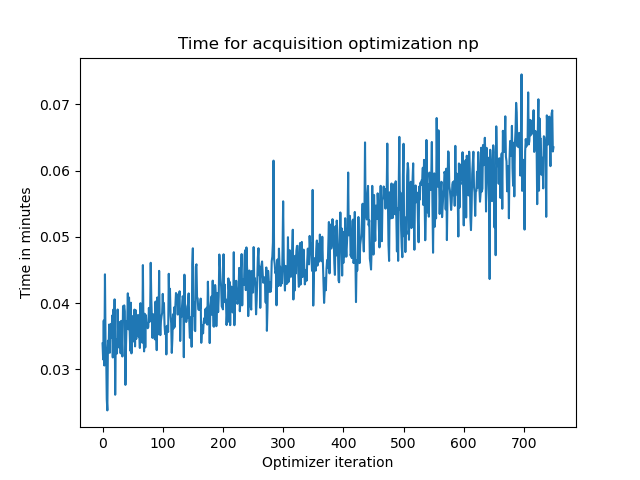 Time for acquisition optimization np
Time in minutes
0.07
0.06
0.05
0.04
0.03
0 100 200 300 400 500 600 700
Optimizer iteration